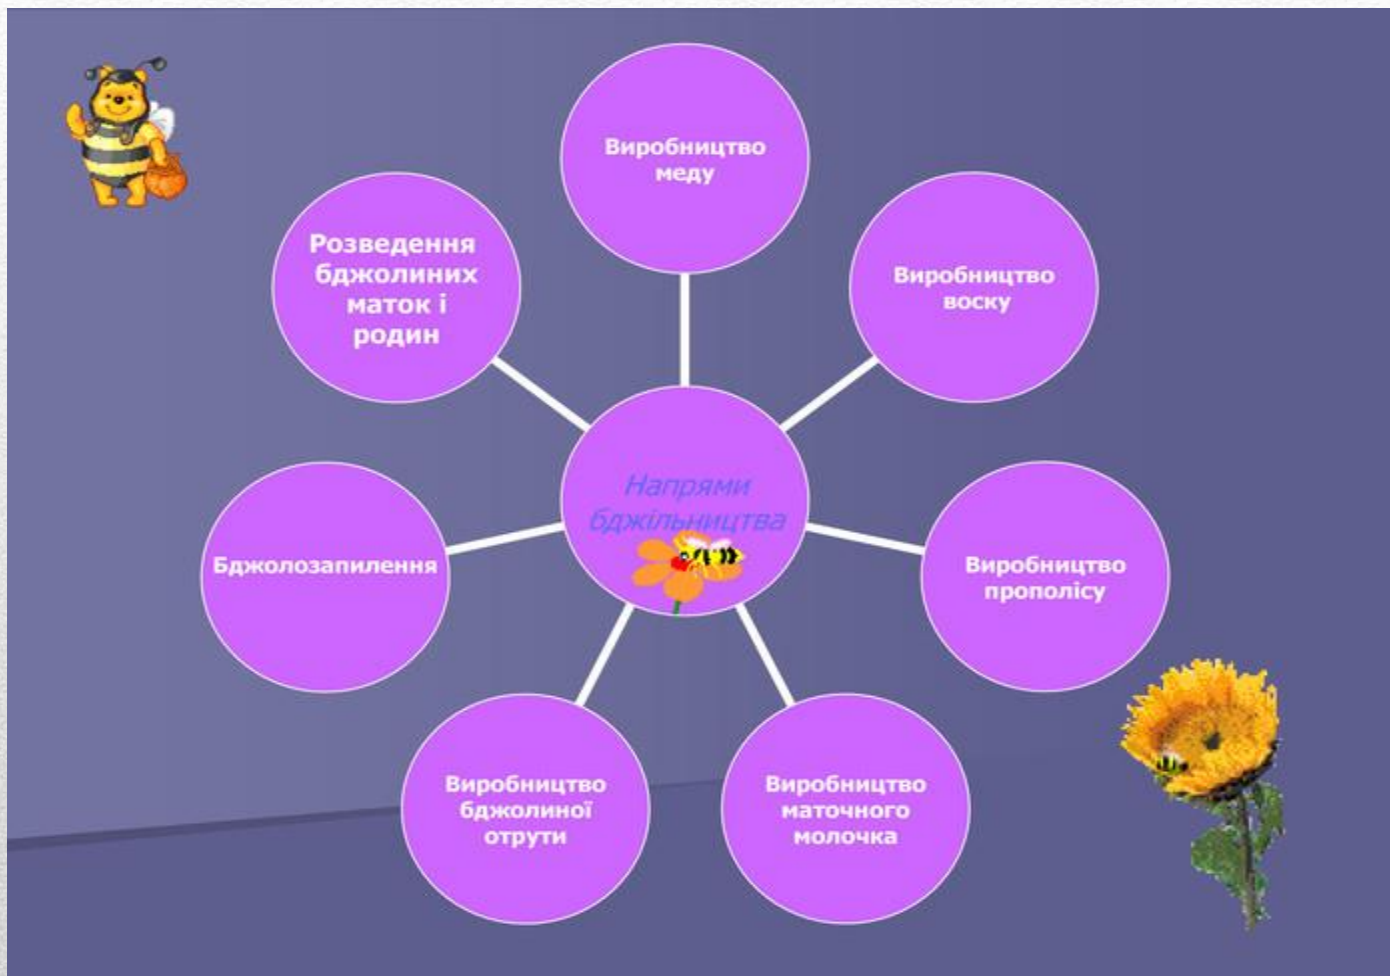 Виробництво
меду
Розведення
бджолиних
маток і
родин
Виробництво
воску
Напрями
бджільництва
Бджолозапилення
Виробництво
прополісу
Виробництво
бджолиної
отрути
Виробництво
маточного
молочка